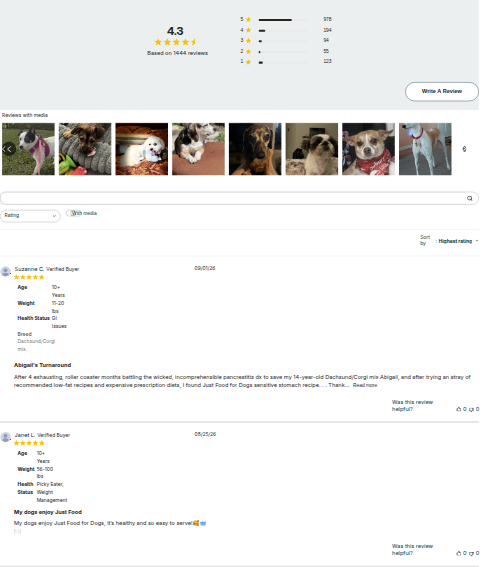 4.3
Based on 1444 reviews
5 978
4 194
3 94
2 55
1 123
Write A Review
Reviews with media
Rating
With media
Sort by : Highest rating
Suzanne C. Verified Buyer
09/01/26
Age 10+ Years
Weight 11-20 lbs
Health Status GI Issues
Breed
Dachsund/Corgi
mix
Abigail's Turnaround
After 4 exhausting, roller coaster months battling the wicked, incomprehensible pancreatitis dx to save my 14-year-old Dachsund/Corgi mix Abigail, and after trying an array of
recommended low-fat recipes and expensive prescription diets, I found Just Food for Dogs sensitive stomach recipe. . . Thank... Read more
Was this review helpful? 0 0
Janet L. Verified Buyer
08/25/26
Age 10+ Years
Weight 56-100 lbs
Health Status Picky Eater, Weight Management
My dogs enjoy Just Food
My dogs enjoy Just Food for Dogs, it's healthy and so easy to serve!🥰🥣
Was this review helpful? 0 0